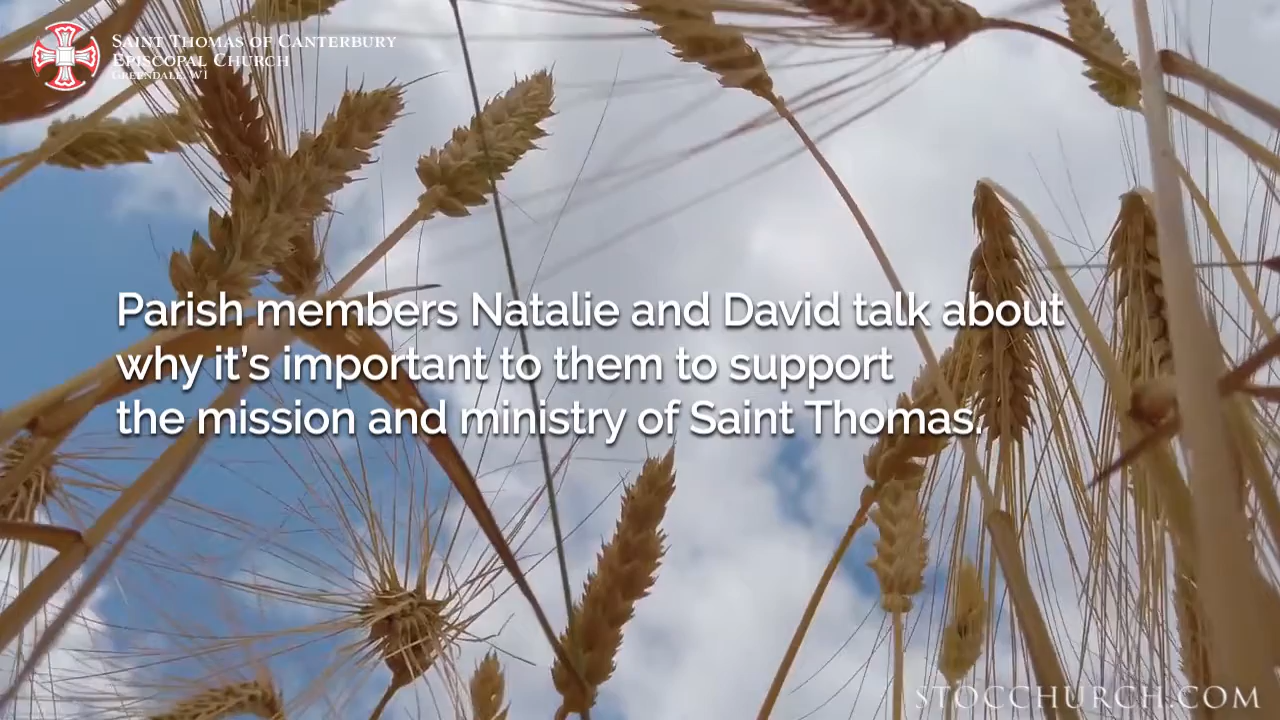 Saint Thomas of Canterbury
Episcopal Church
Greendale, WI
Parish members Natalie and David talk about
why it's important to them to support
the mission and ministry of Saint Thomas.
STOCCHURCH.COM